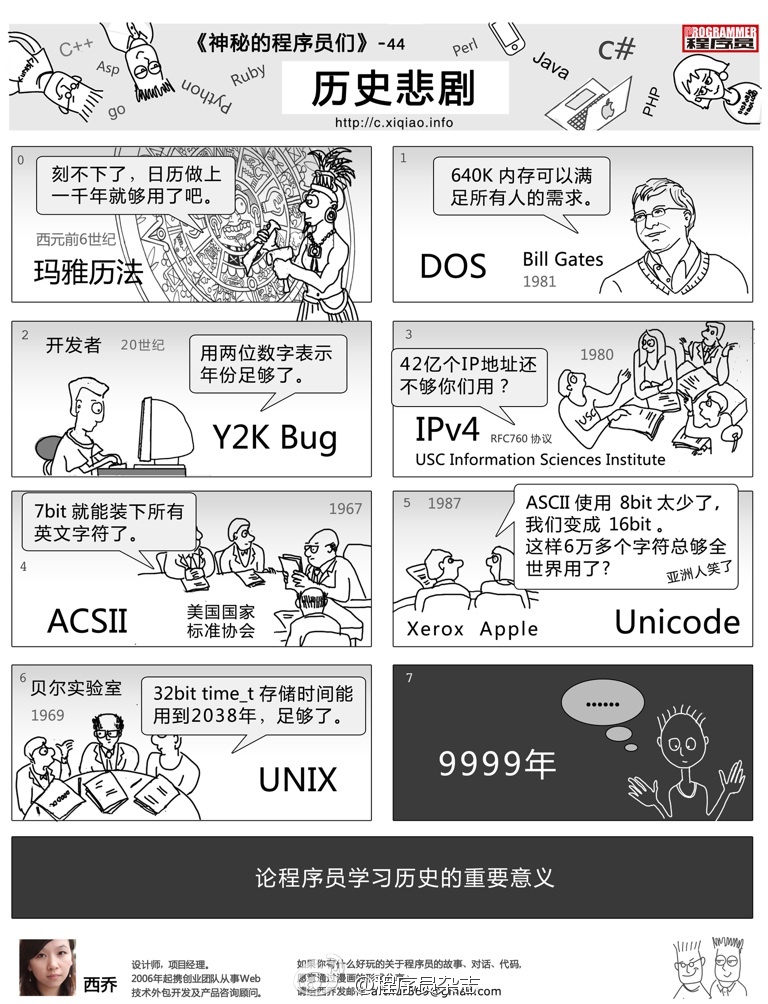 《神秘的程序员们》-44
C++
Asp
go
python
Ruby
Perl
Java
C#
PHP
PROGRAMMER
程序员
历史悲剧
http://c.xiqiao.info
0
刻不下了，日历做上
一千年就够用了吧。
西元前6世纪
玛雅历法
1
640K 内存可以满
足所有人的需求。
DOS
Bill Gates
1981
2
开发者
20世纪
用两位数字表示
年份足够了。
Y2K Bug
3
42亿个IP地址还
不够你们用？
1980
USC
IPv4
RFC760 协议
USC Information Sciences Institute
7bit 就能装下所有
英文字符了。
1967
4
ACSII
美国国家
标准协会
5
1987
ASCII 使用 8bit 太少了，
我们变成 16bit 。
这样6万多个字符总够全
世界用了？
亚洲人笑了
Xerox Apple
Unicode
6
贝尔实验室
1969
32bit time_t 存储时间能
用到2038年，足够了。
UNIX
7
......
9999年
论程序员学习历史的重要意义
西乔
设计师，项目经理。
2006年起携创业团队从事Web
技术外包开发及产品咨询顾问。
如果你有什么好玩的关于程序员的故事、对话、代码，
@程序员杂志